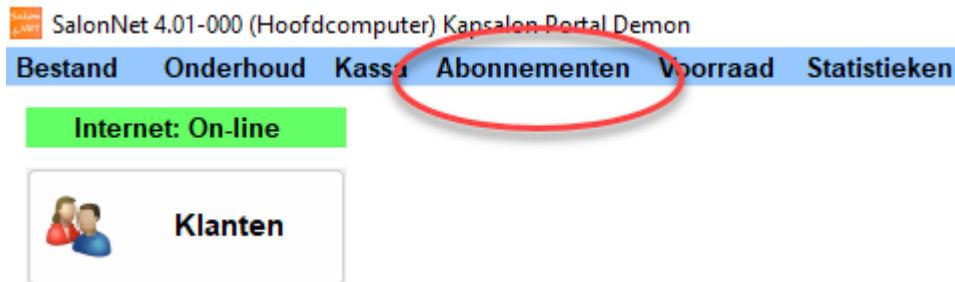 SalonNet 4.01-000 (Hoofdcomputer) Kapsalon Portal Demon
Bestand Onderhoud Kassa Abonnementen Voorraad Statistieken
Internet: On-line
Klanten